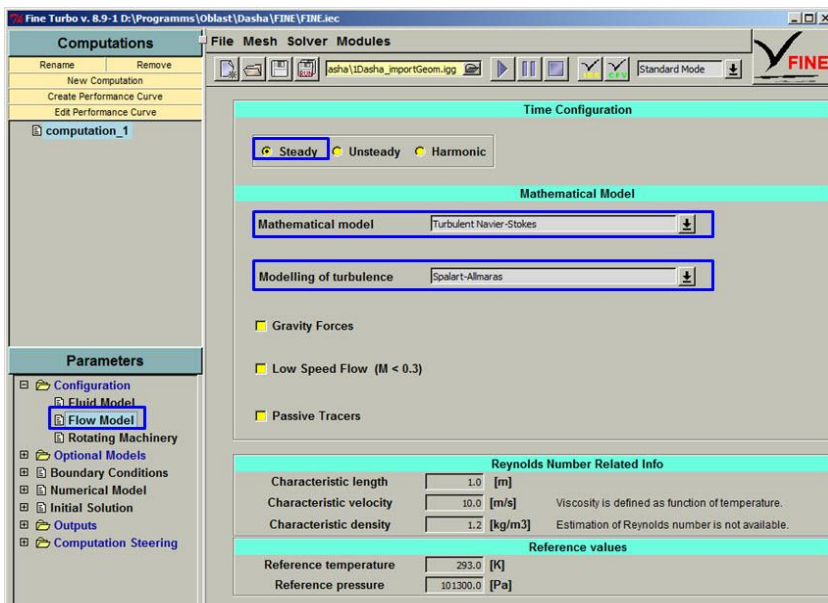 Fine Turbo v. 8.9-1 D:\Programms\Oblast\Dasha\FINE\FINE.iec
Computations
Rename Remove
New Computation
Create Performance Curve
Edit Performance Curve
computation_1
File Mesh Solver Modules
asha\1Dasha_importGeom.igg
Standard Mode
FINE
Time Configuration
Steady Unsteady Harmonic
Mathematical Model
Mathematical model Turbulent Navier-Stokes
Modelling of turbulence Spalart-Allmaras
Gravity Forces
Low Speed Flow (M < 0.3)
Passive Tracers
Parameters
Configuration
Fluid Model
Flow Model
Rotating Machinery
Optional Models
Boundary Conditions
Numerical Model
Initial Solution
Outputs
Computation Steering
Reynolds Number Related Info
Characteristic length 1.0 [m]
Characteristic velocity 10.0 [m/s] Viscosity is defined as function of temperature.
Characteristic density 1.2 [kg/m3] Estimation of Reynolds number is not available.
Reference values
Reference temperature 293.0 [K]
Reference pressure 101300.0 [Pa]